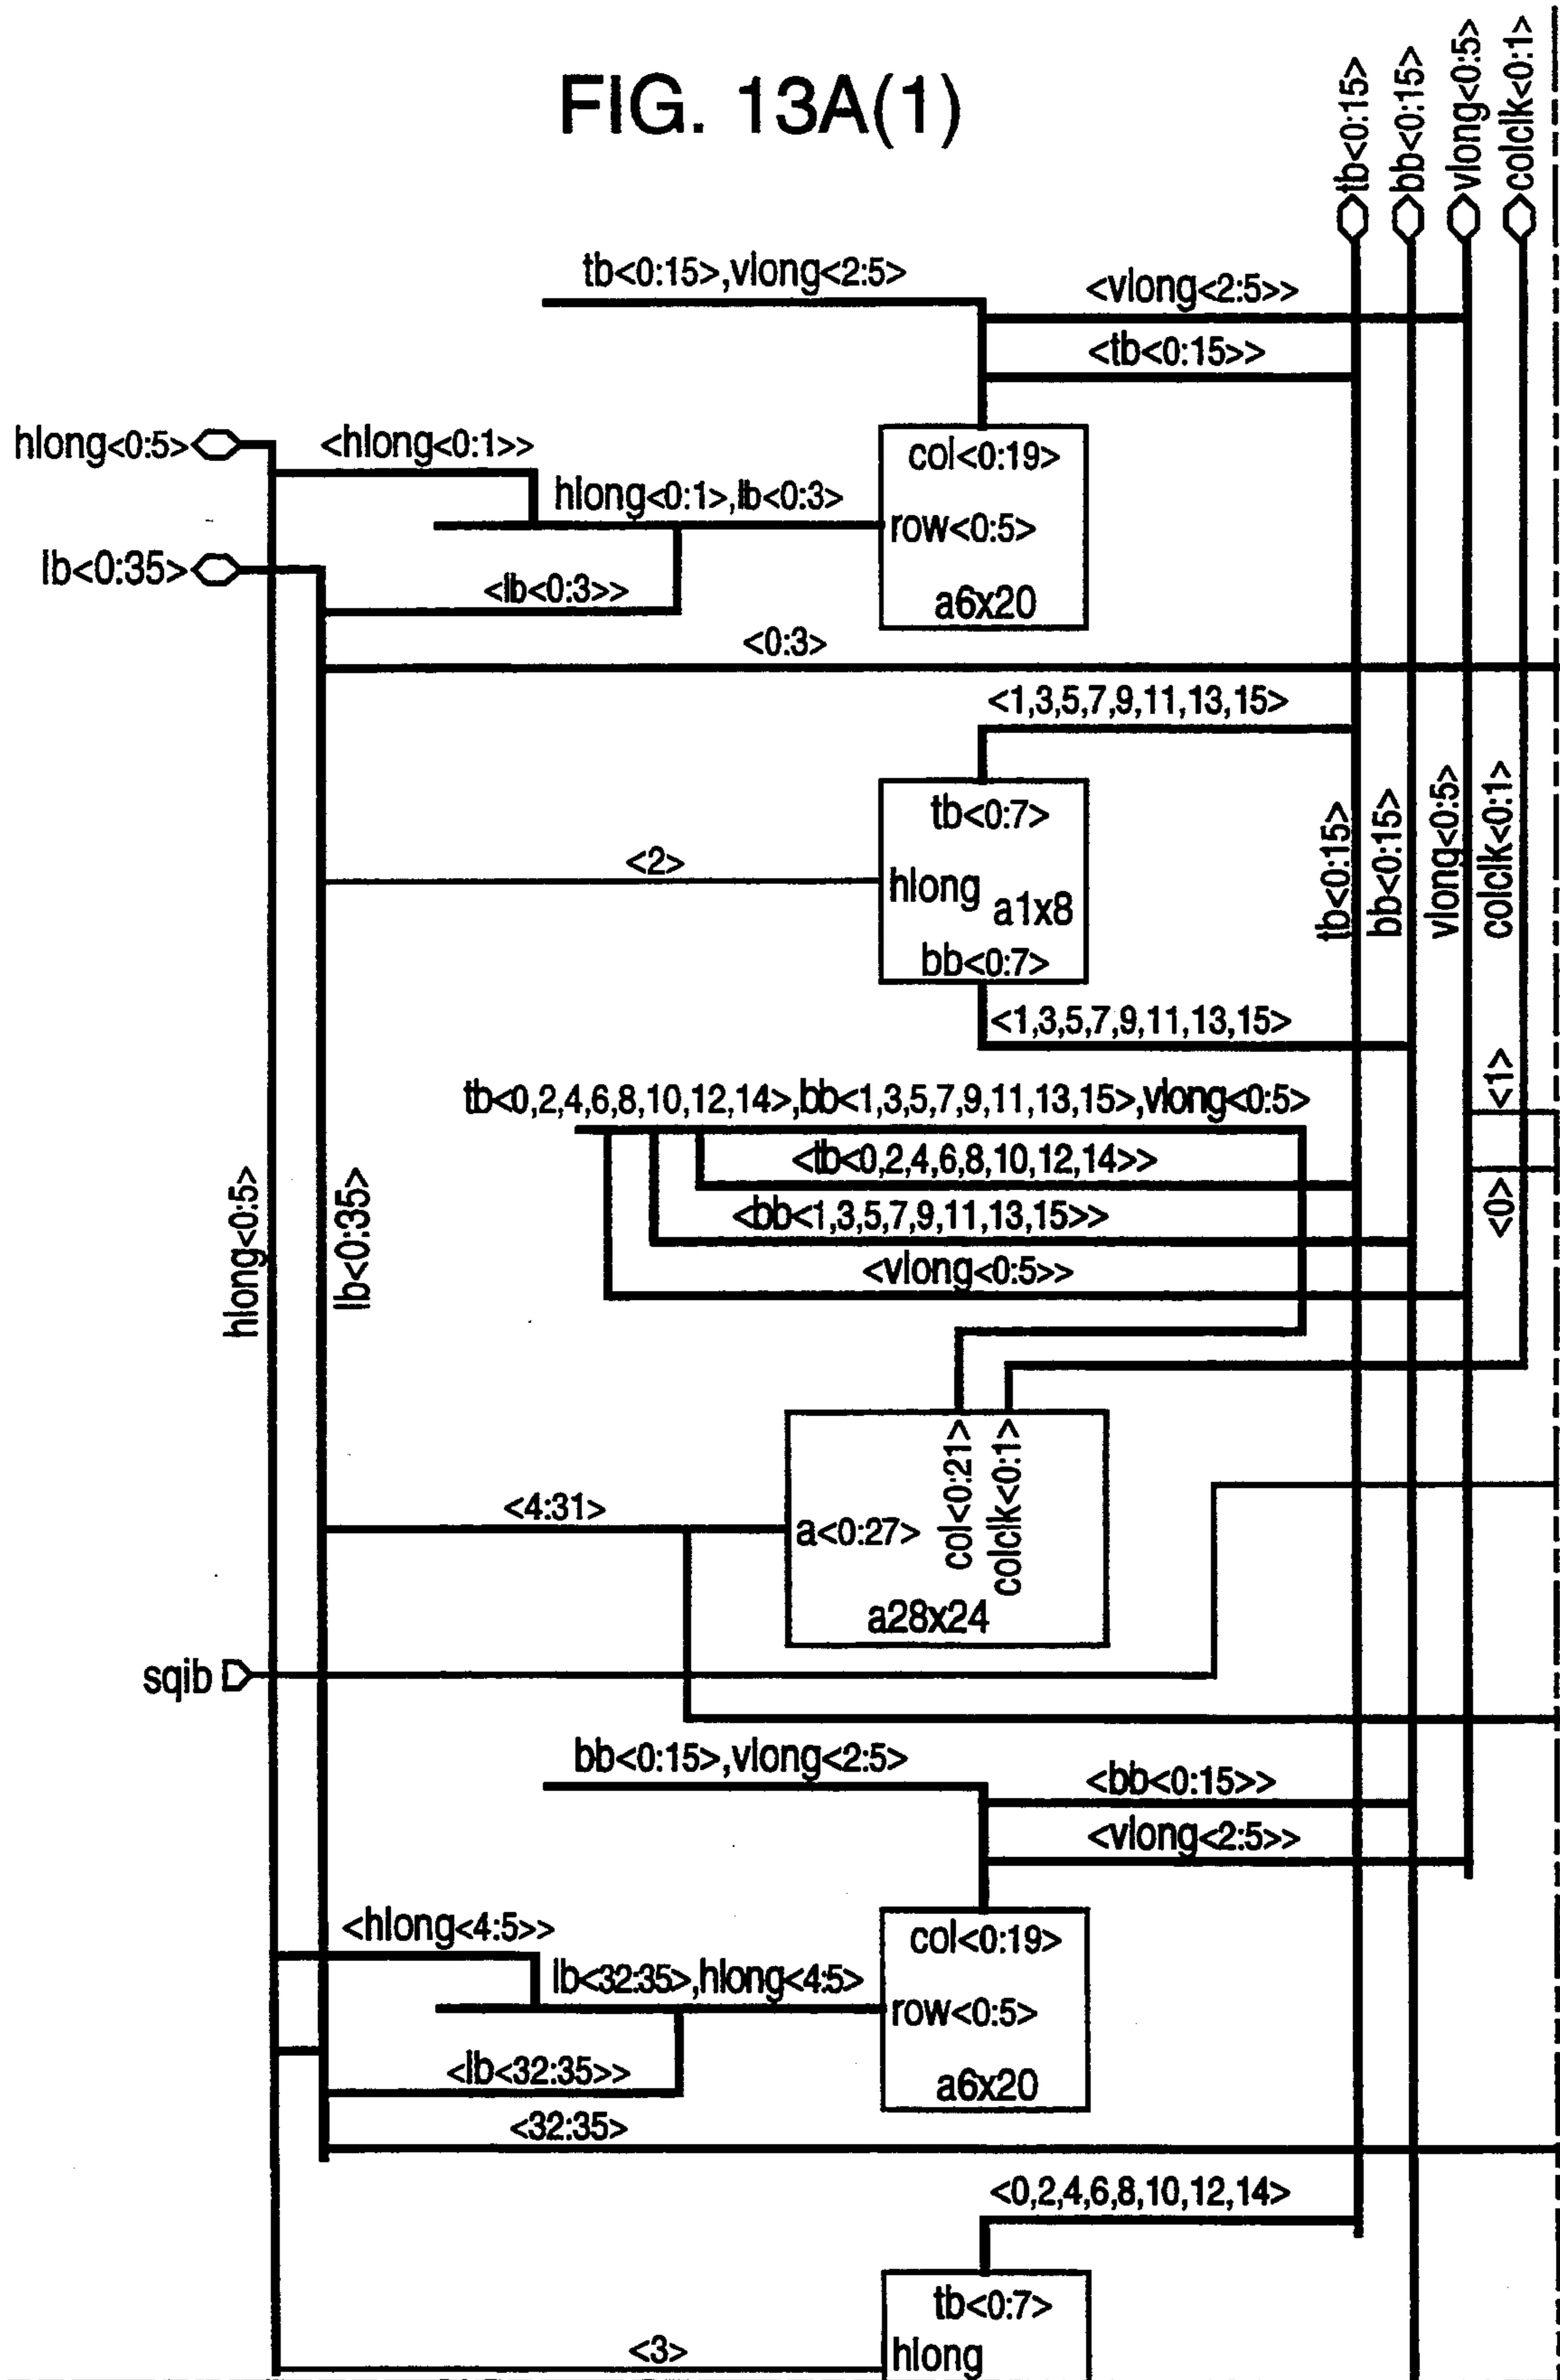 FIG. 13A(1)
tb<0:15>
bb<0:15>
vlong<0:5>
colclk<0:1>
tb<0:15>,vlong<2:5>
<vlong<2:5>>
<tb<0:15>>
hlong<0:5>
<hlong<0:1>>
col<0:19>
hlong<0:1>,lb<0:3>
row<0:5>
lb<0:35>
<lb<0:3>>
a6x20
<0:3>
<1,3,5,7,9,11,13,15>
tb<0:7>
<2>
hlong
a1x8
bb<0:7>
tb<0:15>
bb<0:15>
vlong<0:5>
colclk<0:1>
<1,3,5,7,9,11,13,15>
<1>
tb<0,2,4,6,8,10,12,14>,bb<1,3,5,7,9,11,13,15>,vlong<0:5>
<tb<0,2,4,6,8,10,12,14>>
<bb<1,3,5,7,9,11,13,15>>
<0>
<vlong<0:5>>
hlong<0:5>
lb<0:35>
<4:31>
a<0:27>
col<0:21>
colclk<0:1>
a28x24
sqib
bb<0:15>,vlong<2:5>
<bb<0:15>>
<vlong<2:5>>
<hlong<4:5>>
col<0:19>
lb<32:35>,hlong<4:5>
row<0:5>
<lb<32:35>>
a6x20
<32:35>
<0,2,4,6,8,10,12,14>
tb<0:7>
<3>
hlong